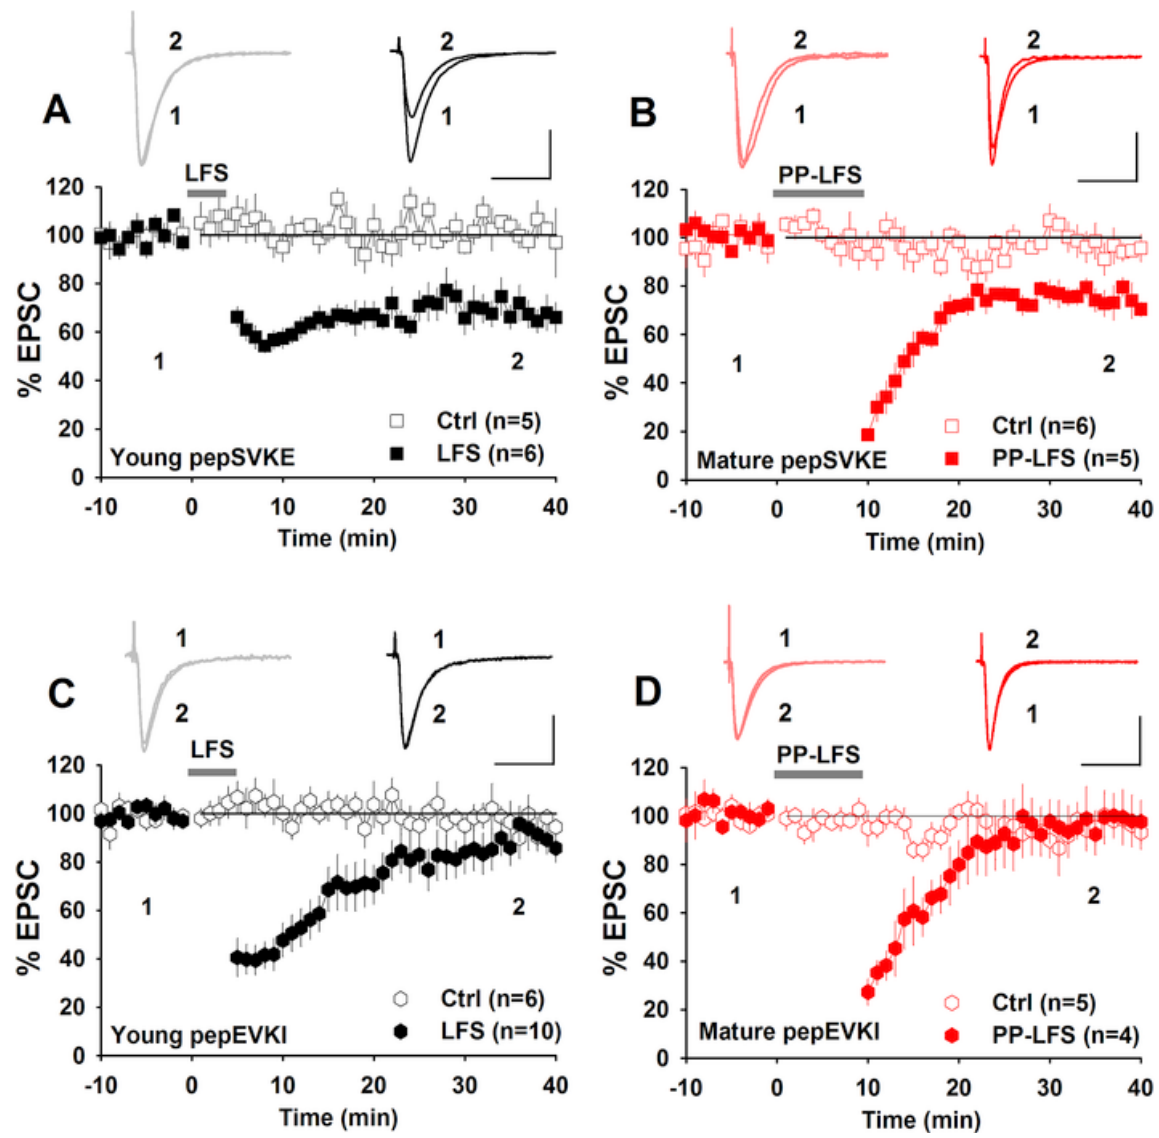 2
1
2
1
A
LFS
120
100
80
60
40
20
0
% EPSC
1
2
Ctrl (n=5)
LFS (n=6)
Young pepSVKE
-10 0 10 20 30 40
Time (min)
2
1
2
1
B
PP-LFS
120
100
80
60
40
20
0
% EPSC
1
2
Ctrl (n=6)
PP-LFS (n=5)
Mature pepSVKE
-10 0 10 20 30 40
Time (min)
1
2
1
2
C
LFS
120
100
80
60
40
20
0
% EPSC
1
2
Ctrl (n=6)
LFS (n=10)
Young pepEVKI
-10 0 10 20 30 40
Time (min)
1
2
2
1
D
PP-LFS
120
100
80
60
40
20
0
% EPSC
1
2
Ctrl (n=5)
PP-LFS (n=4)
Mature pepEVKI
-10 0 10 20 30 40
Time (min)